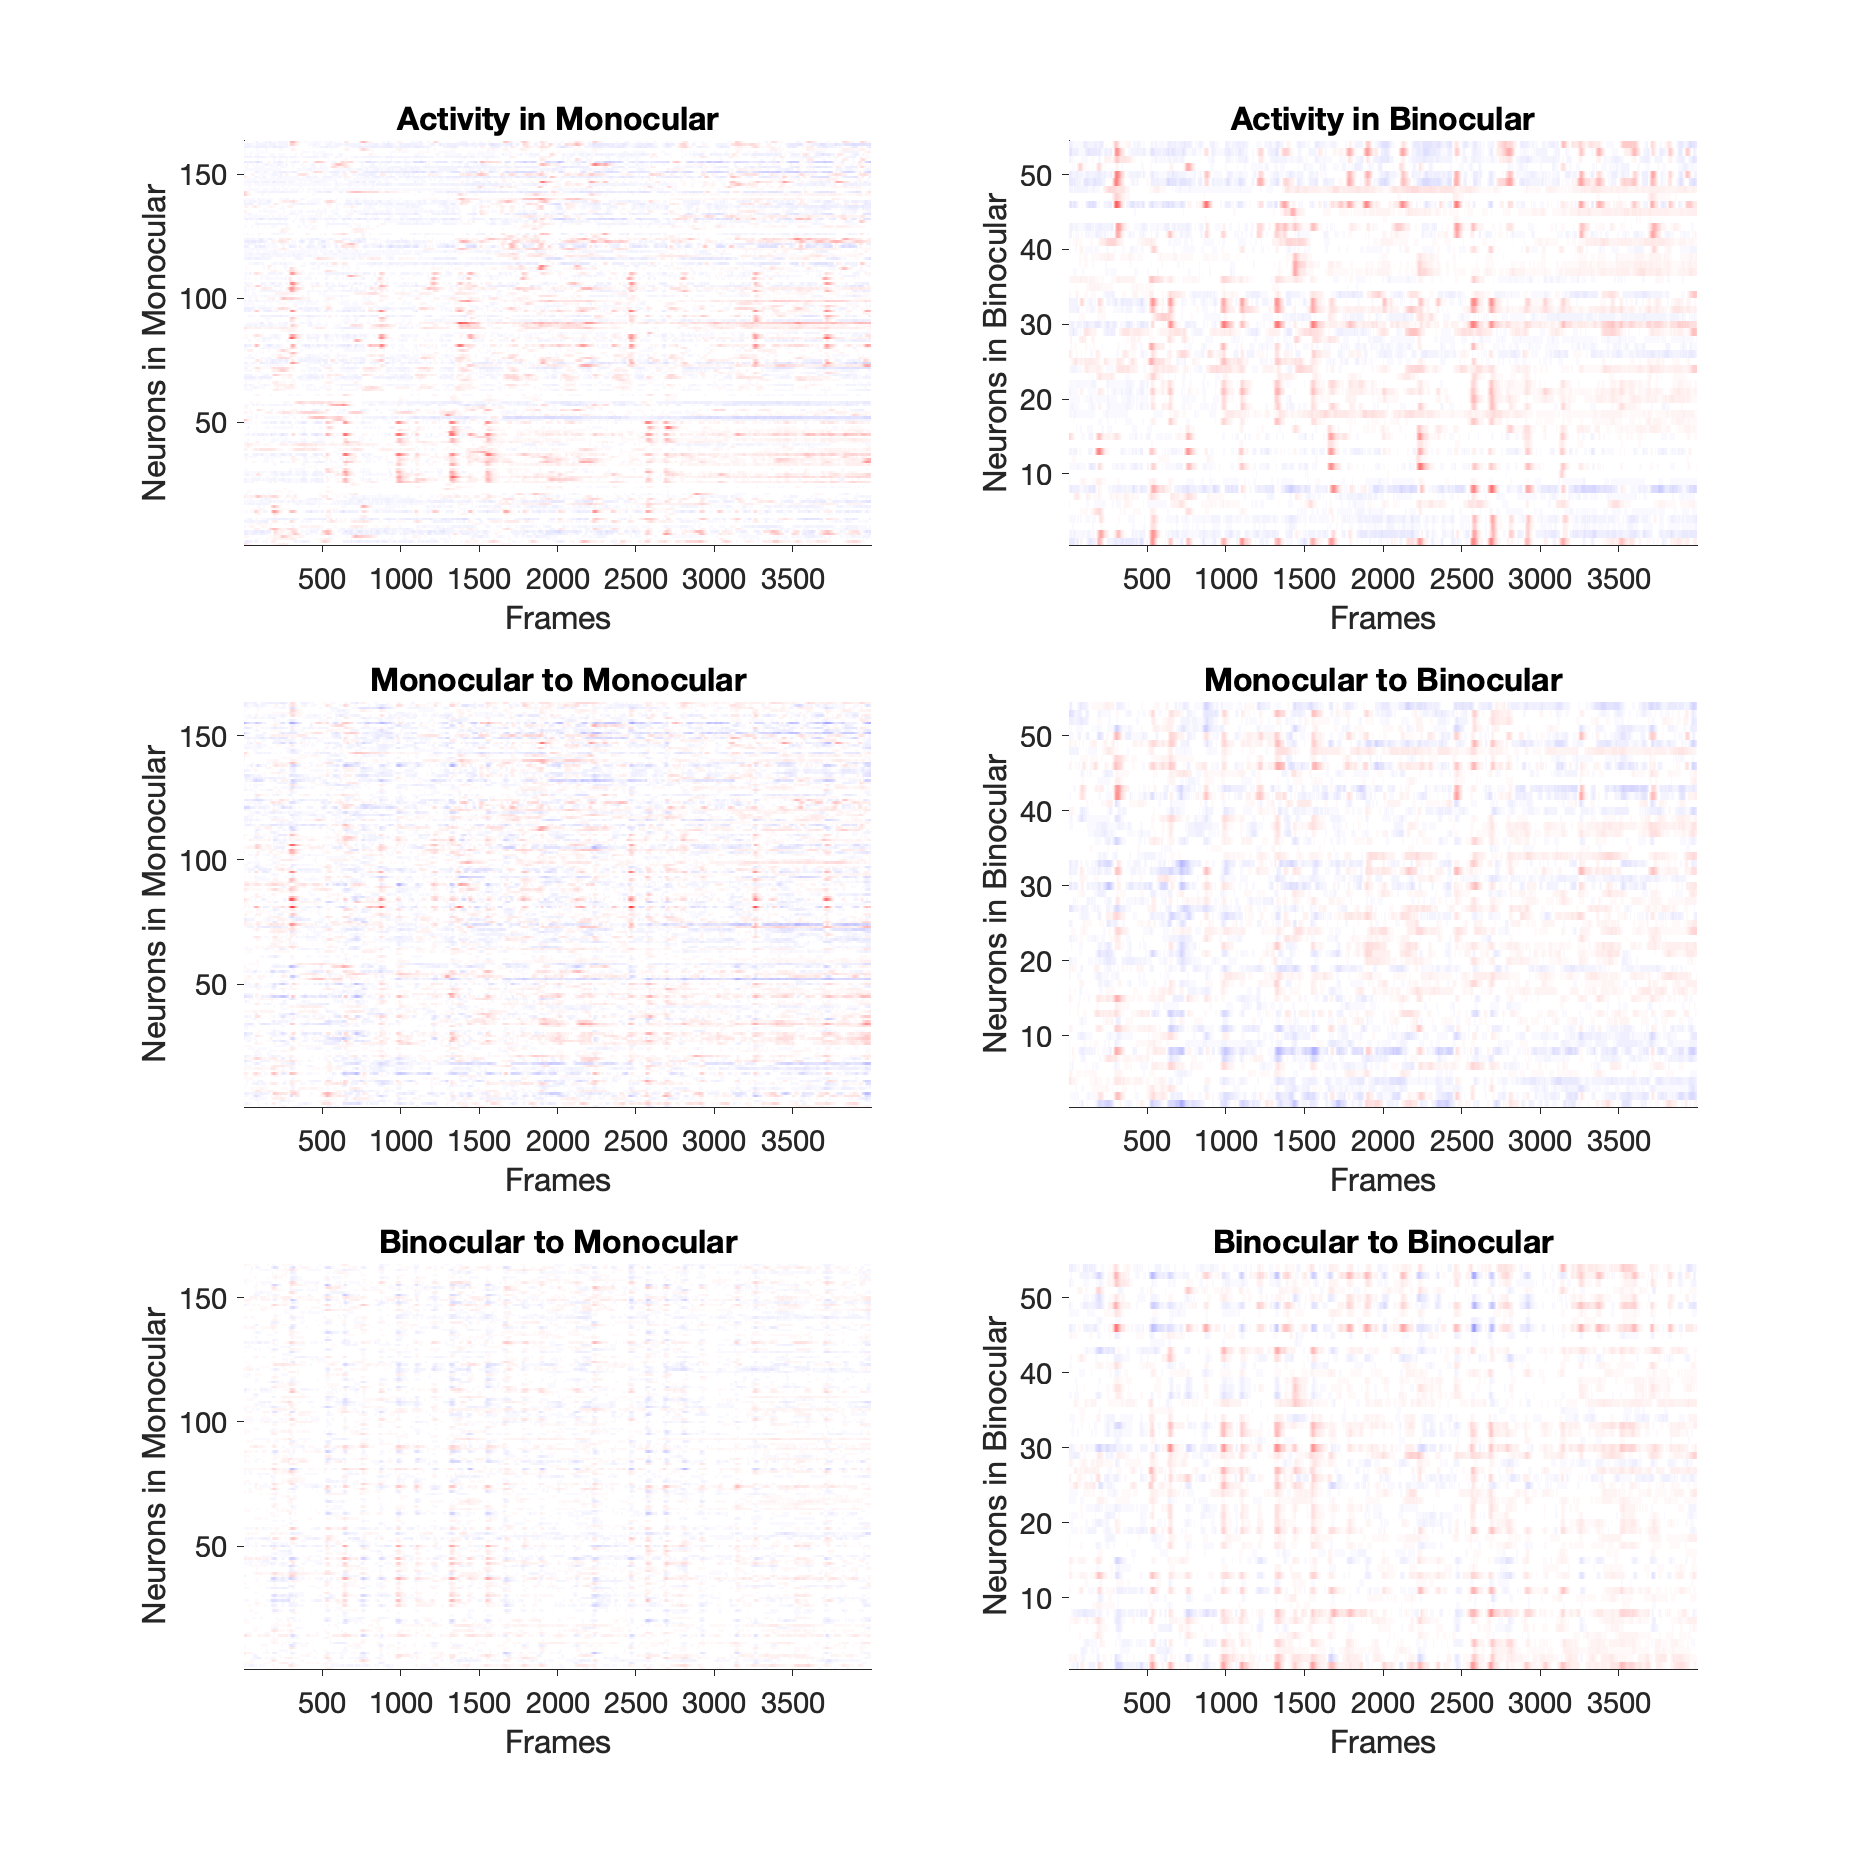 Activity in Monocular
Neurons in Monocular
150
100
50
500 1000 1500 2000 2500 3000 3500
Frames
Activity in Binocular
Neurons in Binocular
50
40
30
20
10
500 1000 1500 2000 2500 3000 3500
Frames
Monocular to Monocular
Neurons in Monocular
150
100
50
500 1000 1500 2000 2500 3000 3500
Frames
Monocular to Binocular
Neurons in Binocular
50
40
30
20
10
500 1000 1500 2000 2500 3000 3500
Frames
Binocular to Monocular
Neurons in Monocular
150
100
50
500 1000 1500 2000 2500 3000 3500
Frames
Binocular to Binocular
Neurons in Binocular
50
40
30
20
10
500 1000 1500 2000 2500 3000 3500
Frames